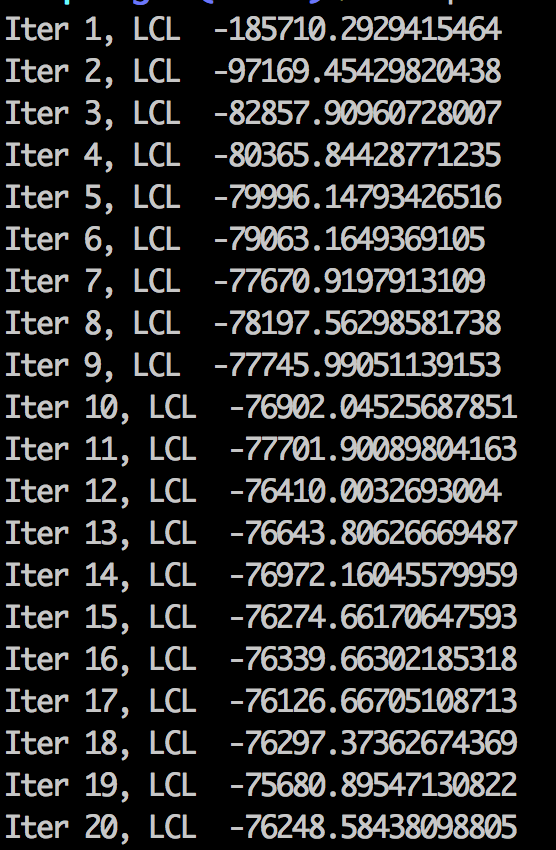 Iter 1, LCL  -185710.2929415464
Iter 2, LCL  -97169.45429820438
Iter 3, LCL  -82857.90960728007
Iter 4, LCL  -80365.84428771235
Iter 5, LCL  -79996.14793426516
Iter 6, LCL  -79063.1649369105
Iter 7, LCL  -77670.9197913109
Iter 8, LCL  -78197.56298581738
Iter 9, LCL  -77745.99051139153
Iter 10, LCL  -76902.04525687851
Iter 11, LCL  -77701.90089804163
Iter 12, LCL  -76410.0032693004
Iter 13, LCL  -76643.80626669487
Iter 14, LCL  -76972.16045579959
Iter 15, LCL  -76274.66170647593
Iter 16, LCL  -76339.66302185318
Iter 17, LCL  -76126.66705108713
Iter 18, LCL  -76297.37362674369
Iter 19, LCL  -75680.89547130822
Iter 20, LCL  -76248.58438098805